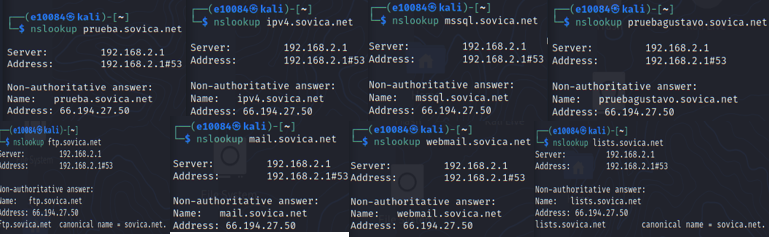 ┌──(e10084㉿kali)-[~]
└─$ nslookup prueba.sovica.net
Server: 192.168.2.1
Address: 192.168.2.1#53
Non-authoritative answer:
Name: prueba.sovica.net
Address: 66.194.27.50
┌──(e10084㉿kali)-[~]
└─$ nslookup ipv4.sovica.net
Server: 192.168.2.1
Address: 192.168.2.1#53
Non-authoritative answer:
Name: ipv4.sovica.net
Address: 66.194.27.50
┌──(e10084㉿kali)-[~]
└─$ nslookup mssql.sovica.net
Server: 192.168.2.1
Address: 192.168.2.1#53
Non-authoritative answer:
Name: mssql.sovica.net
Address: 66.194.27.50
┌──(e10084㉿kali)-[~]
└─$ nslookup pruebagustavo.sovica.net
Server: 192.168.2.1
Address: 192.168.2.1#53
Non-authoritative answer:
Name: pruebagustavo.sovica.net
Address: 66.194.27.50
┌──(e10084㉿kali)-[~]
└─$ nslookup ftp.sovica.net
Server: 192.168.2.1
Address: 192.168.2.1#53
Non-authoritative answer:
Name: ftp.sovica.net
Address: 66.194.27.50
ftp.sovica.net canonical name = sovica.net.
┌──(e10084㉿kali)-[~]
└─$ nslookup mail.sovica.net
Server: 192.168.2.1
Address: 192.168.2.1#53
Non-authoritative answer:
Name: mail.sovica.net
Address: 66.194.27.50
┌──(e10084㉿kali)-[~]
└─$ nslookup webmail.sovica.net
Server: 192.168.2.1
Address: 192.168.2.1#53
Non-authoritative answer:
Name: webmail.sovica.net
Address: 66.194.27.50
┌──(e10084㉿kali)-[~]
└─$ nslookup lists.sovica.net
Server: 192.168.2.1
Address: 192.168.2.1#53
Non-authoritative answer:
Name: lists.sovica.net
Address: 66.194.27.50
lists.sovica.net canonical name = sovica.net.